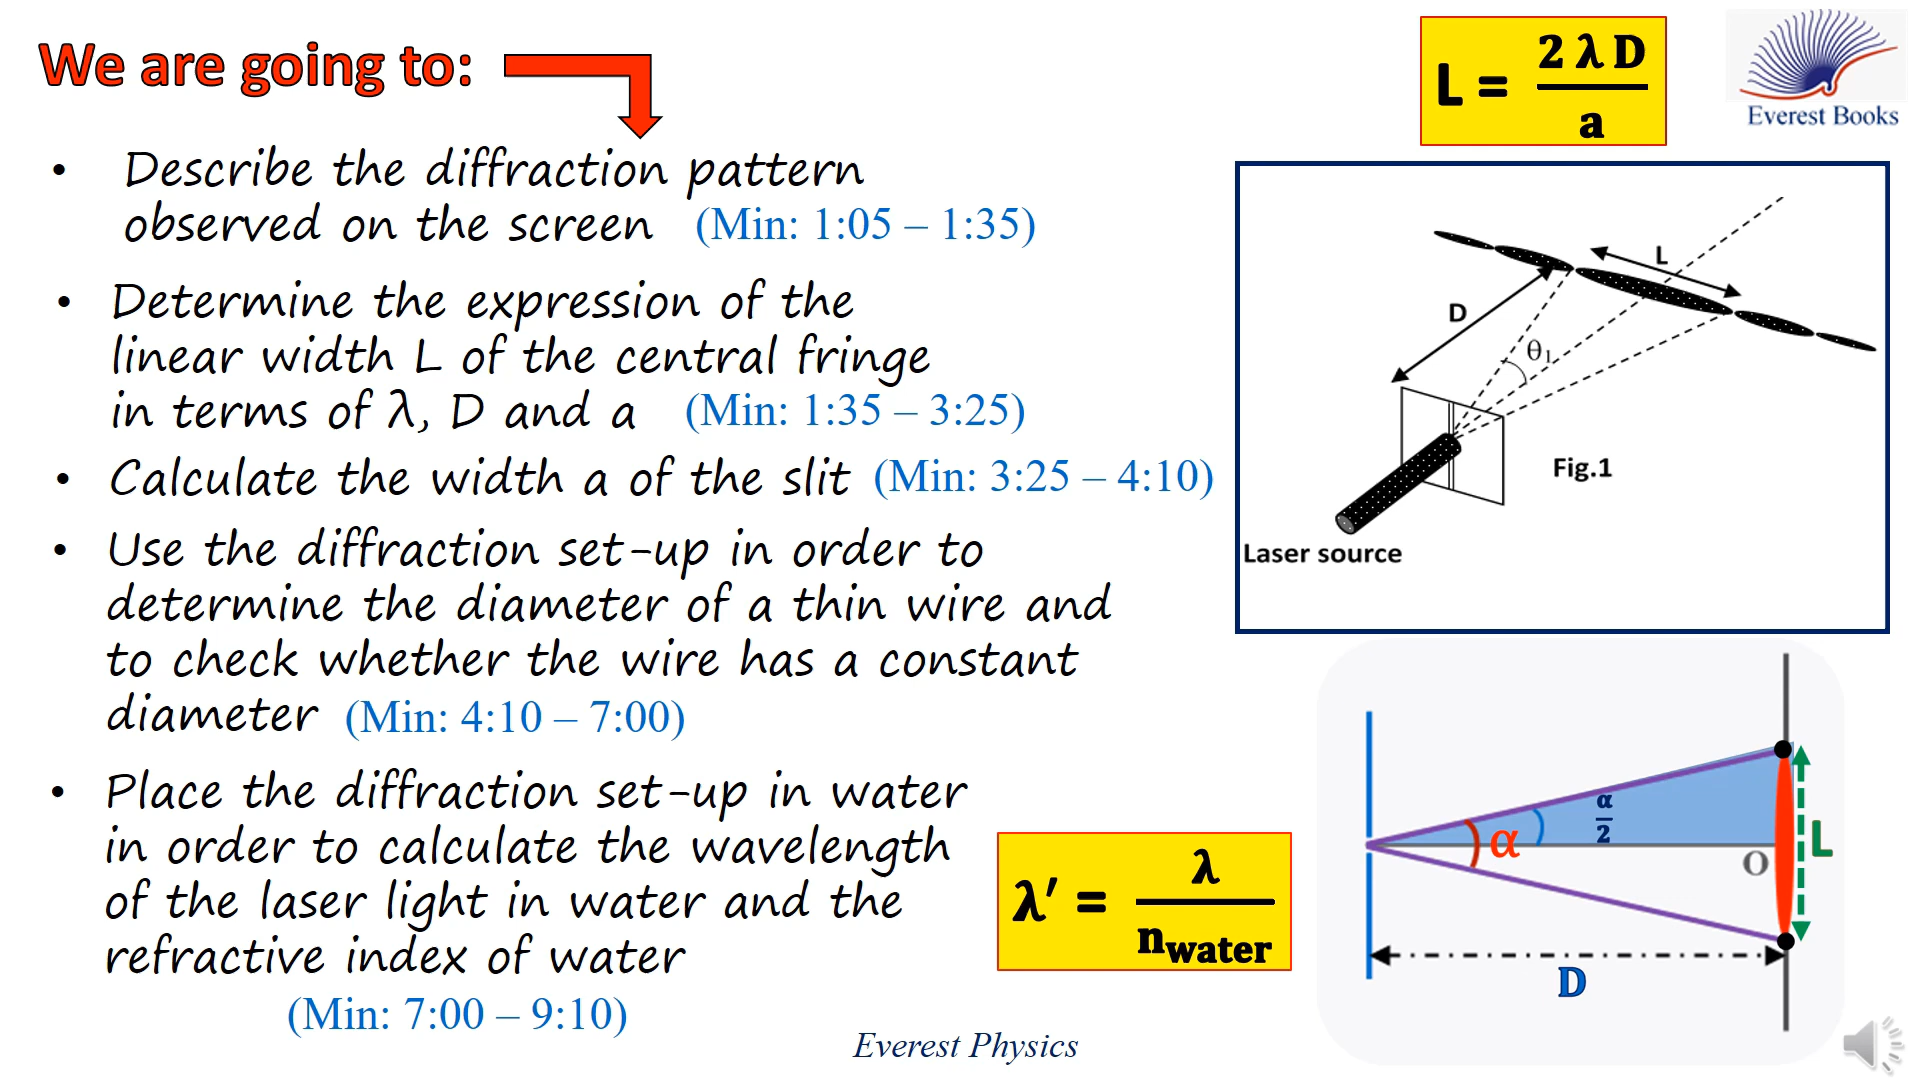 We are going to:
L = 2 λ D / a
Everest Books
• Describe the diffraction pattern
observed on the screen (Min: 1:05 – 1:35)
• Determine the expression of the
linear width L of the central fringe
in terms of λ, D and a (Min: 1:35 – 3:25)
• Calculate the width a of the slit (Min: 3:25 – 4:10)
• Use the diffraction set-up in order to
determine the diameter of a thin wire and
to check whether the wire has a constant
diameter (Min: 4:10 – 7:00)
• Place the diffraction set-up in water
in order to calculate the wavelength
of the laser light in water and the
refractive index of water
(Min: 7:00 – 9:10)
λ′ = λ / nwater
L
D
θ1
Fig.1
Laser source
α
α/2
O
L
D
Everest Physics